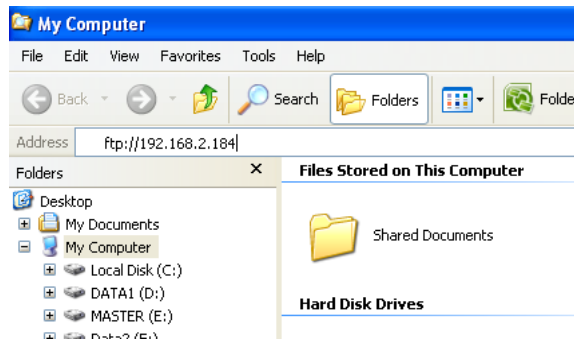 My Computer
File Edit View Favorites Tools Help
Back Search Folders Folde
Address ftp://192.168.2.184
Folders X
Files Stored on This Computer
Desktop
My Documents
My Computer
Shared Documents
Local Disk (C:)
DATA1 (D:)
MASTER (E:)
Hard Disk Drives